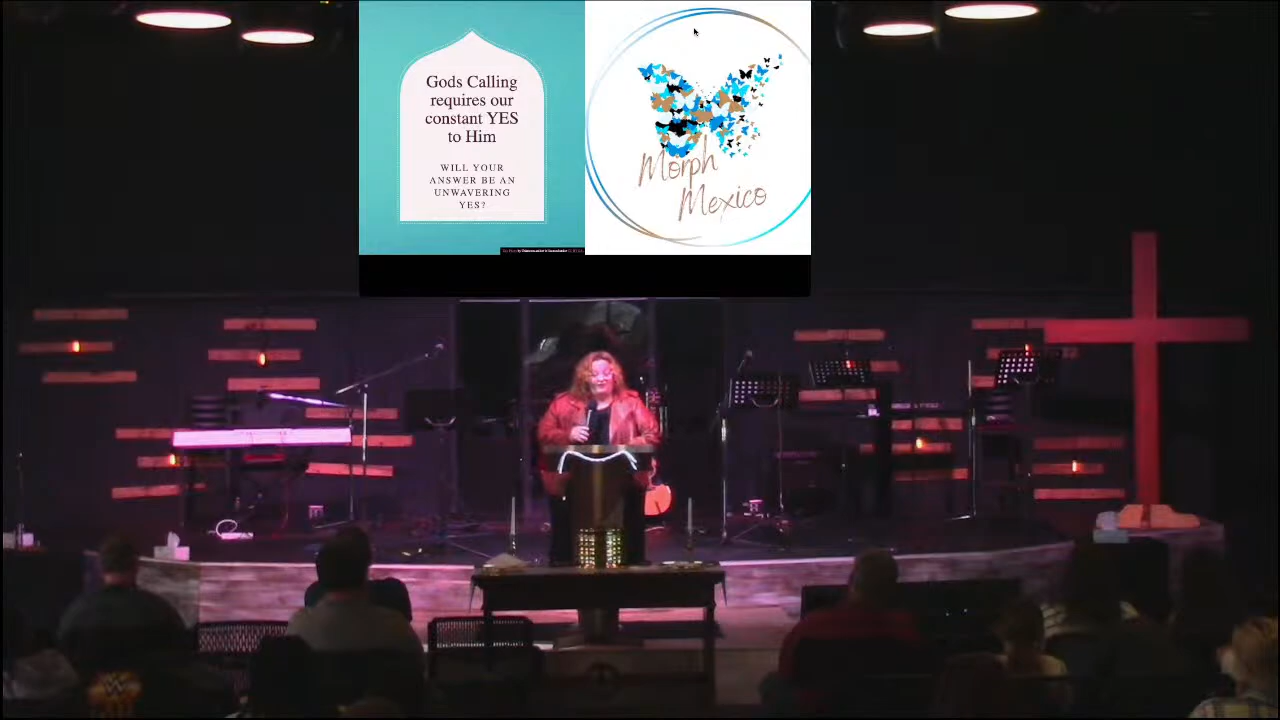 Gods Calling
requires our
constant YES
to Him
WILL YOUR
ANSWER BE AN
UNWAVERING
YES?
Morph
Mexico